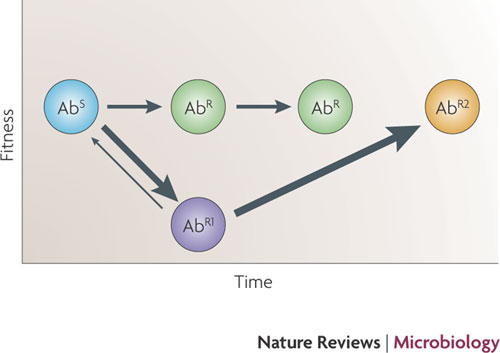 Fitness
Ab^S Ab^R Ab^R Ab^R2
Ab^R1
Time
Nature Reviews | Microbiology